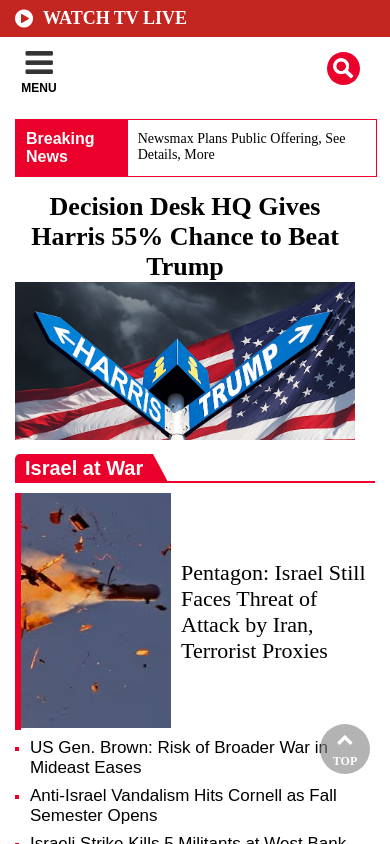 WATCH TV LIVE
MENU
Breaking
News
Newsmax Plans Public Offering, See
Details, More
Decision Desk HQ Gives
Harris 55% Chance to Beat
Trump
HARRIS
TRUMP
Israel at War
Pentagon: Israel Still
Faces Threat of
Attack by Iran,
Terrorist Proxies
US Gen. Brown: Risk of Broader War in
Mideast Eases
TOP
Anti-Israel Vandalism Hits Cornell as Fall
Semester Opens
Israeli Strike Kills 5 Militants at West Bank